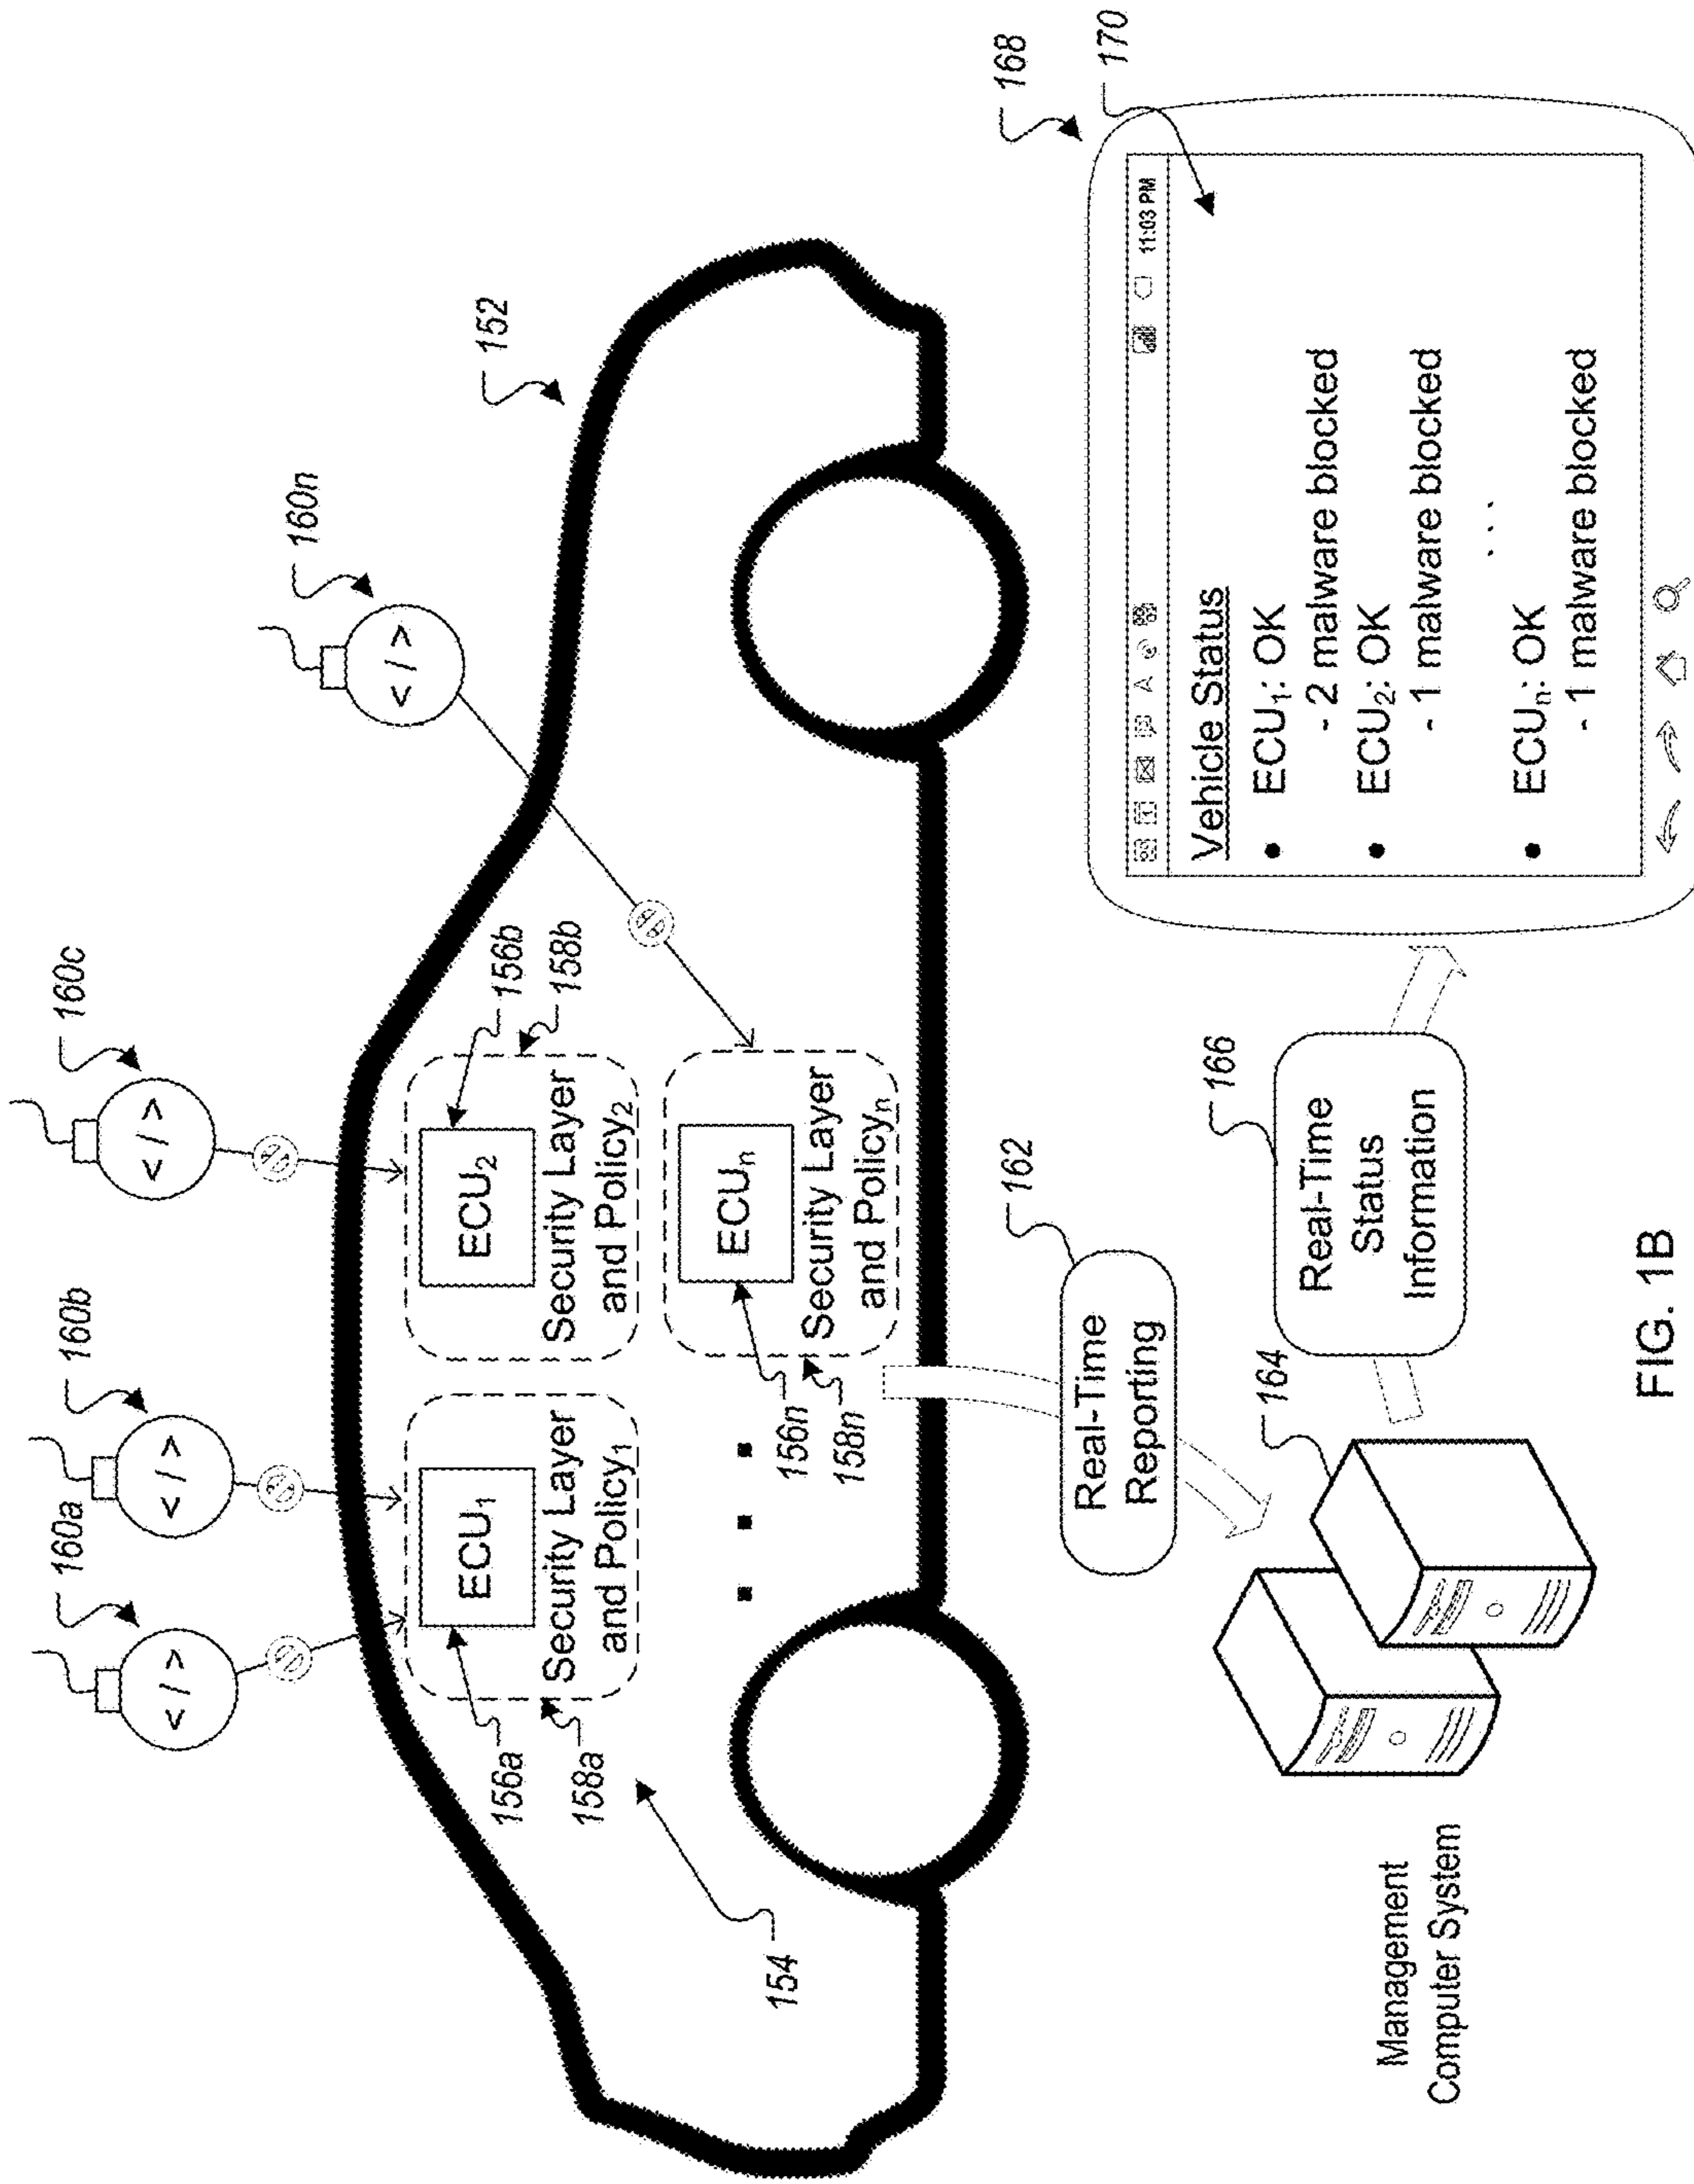 160a
160b
160c
160n
152
</>
</>
</>
</>
ECU₁
Security Layer
and Policy₁
156a
158a
ECU₂
Security Layer
and Policy₂
156b
158b
ECUₙ
Security Layer
and Policyₙ
156n
158n
. . .
154
162
Real-Time
Reporting
164
Management
Computer System
166
Real-Time
Status
Information
168
170
11:03 PM
Vehicle Status
• ECU₁: OK
- 2 malware blocked
• ECU₂: OK
- 1 malware blocked
. . .
• ECUₙ: OK
- 1 malware blocked
FIG. 1B